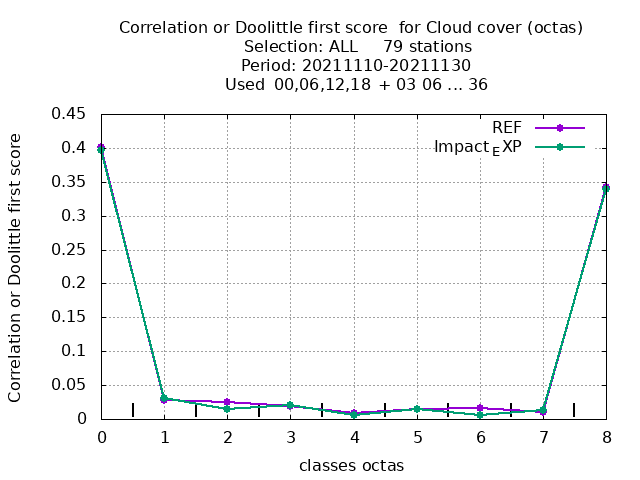 Correlation or Doolittle first score  for Cloud cover (octas)
Selection: ALL     79 stations
Period: 20211110-20211130
Used  00,06,12,18 + 03 06 ... 36
Correlation or Doolittle first score
0.45
0.4
0.35
0.3
0.25
0.2
0.15
0.1
0.05
0
REF
Impact_EXP
0 1 2 3 4 5 6 7 8
classes octas